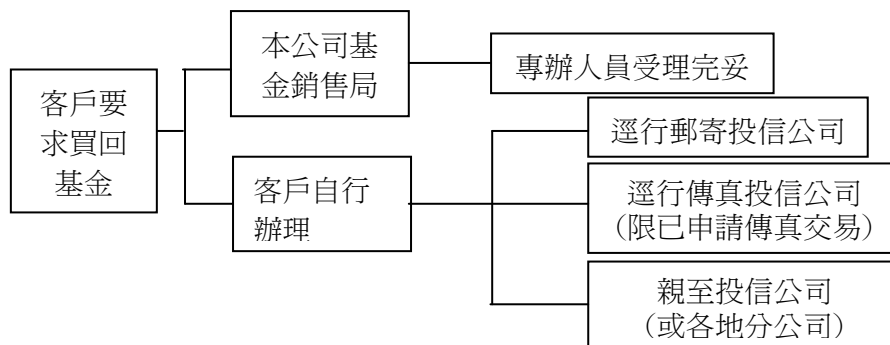 客戶要
求買回
基金
本公司基
金銷售局
專辦人員受理完妥
客戶自行
辦理
逕行郵寄投信公司
逕行傳真投信公司
（限已申請傳真交易）
親至投信公司
（或各地分公司）